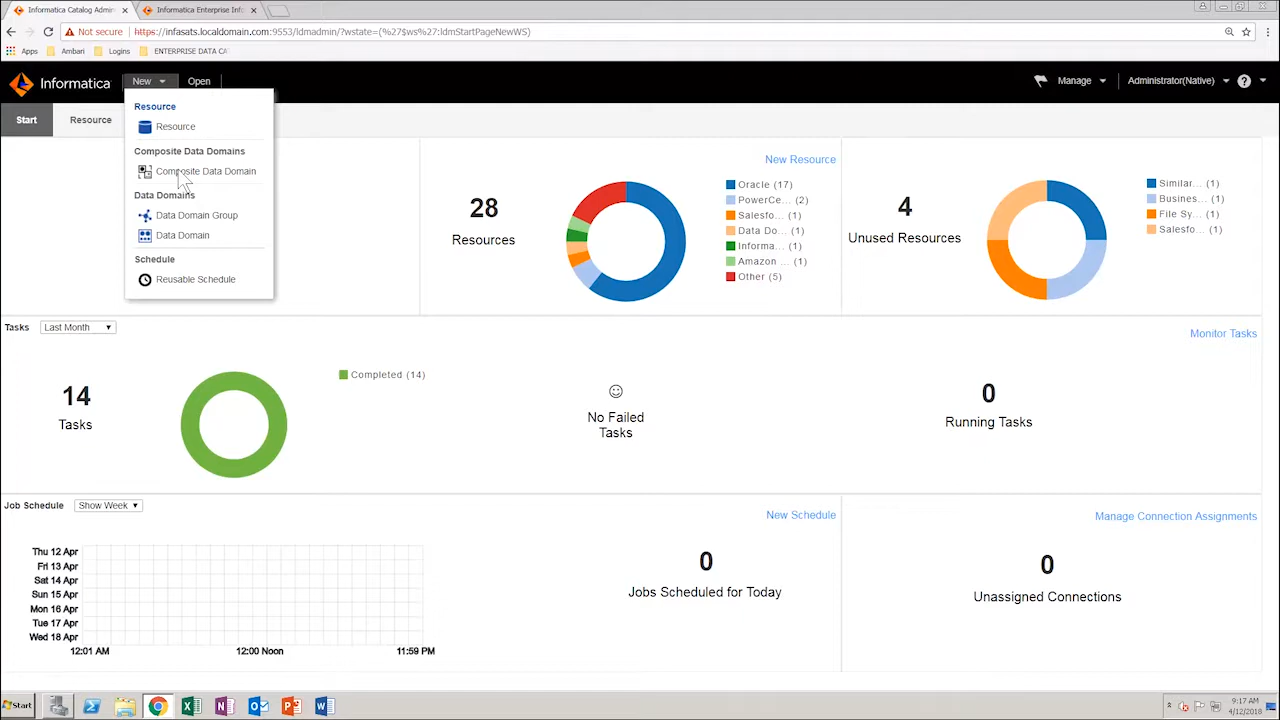 Informatica Catalog Admin
Informatica Enterprise Info
Not secure
https://infasats.localdomain.com:9553/ldmadmin/?wstate=(%27$ws%27:ldmStartPageNewWS)
Apps
Ambari
Logins
ENTERPRISE DATA CA
Informatica
New
Open
Manage
Administrator(Native)
?
Start
Resource
Resource
Resource
Composite Data Domains
Composite Data Domain
Data Domains
Data Domain Group
Data Domain
Schedule
Reusable Schedule
New Resource
28
Resources
Oracle (17)
PowerCe... (2)
Salesfo... (1)
Data Do... (1)
Informa... (1)
Amazon ... (1)
Other (5)
4
Unused Resources
Similar... (1)
Busines... (1)
File Sy... (1)
Salesfo... (1)
Tasks
Last Month
Monitor Tasks
14
Tasks
Completed (14)
No Failed
Tasks
0
Running Tasks
Job Schedule
Show Week
New Schedule
Manage Connection Assignments
Thu 12 Apr
Fri 13 Apr
Sat 14 Apr
Sun 15 Apr
Mon 16 Apr
Tue 17 Apr
Wed 18 Apr
12:01 AM
12:00 Noon
11:59 PM
0
Jobs Scheduled for Today
0
Unassigned Connections
Start
9:17 AM
4/12/2018